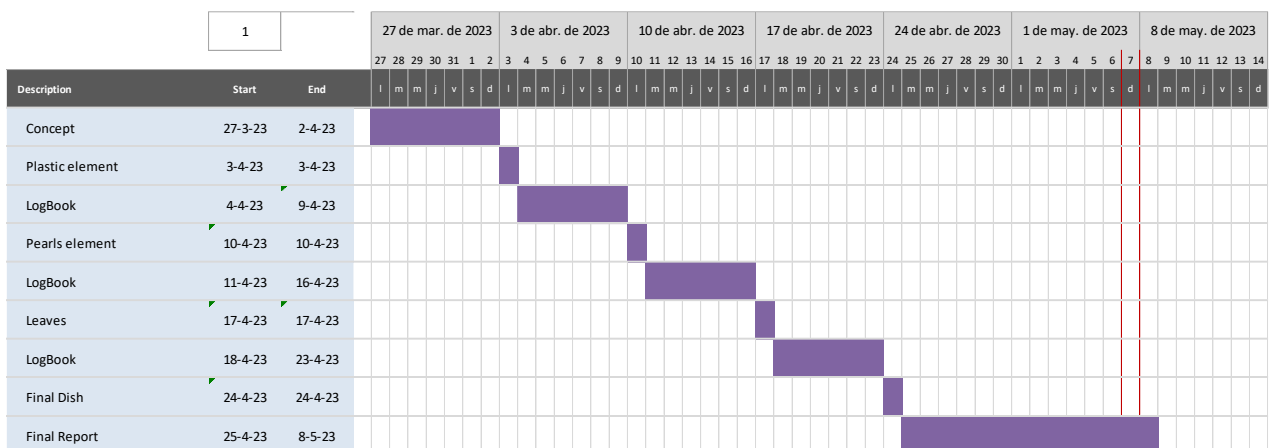 1
27 de mar. de 2023 3 de abr. de 2023 10 de abr. de 2023 17 de abr. de 2023 24 de abr. de 2023 1 de may. de 2023 8 de may. de 2023
27 28 29 30 31 1 2 3 4 5 6 7 8 9 10 11 12 13 14 15 16 17 18 19 20 21 22 23 24 25 26 27 28 29 30 1 2 3 4 5 6 7 8 9 10 11 12 13 14
Description Start End l m m j v s d l m m j v s d l m m j v s d l m m j v s d l m m j v s d l m m j v s d l m m j v s d
Concept 27-3-23 2-4-23
Plastic element 3-4-23 3-4-23
LogBook 4-4-23 9-4-23
Pearls element 10-4-23 10-4-23
LogBook 11-4-23 16-4-23
Leaves 17-4-23 17-4-23
LogBook 18-4-23 23-4-23
Final Dish 24-4-23 24-4-23
Final Report 25-4-23 8-5-23